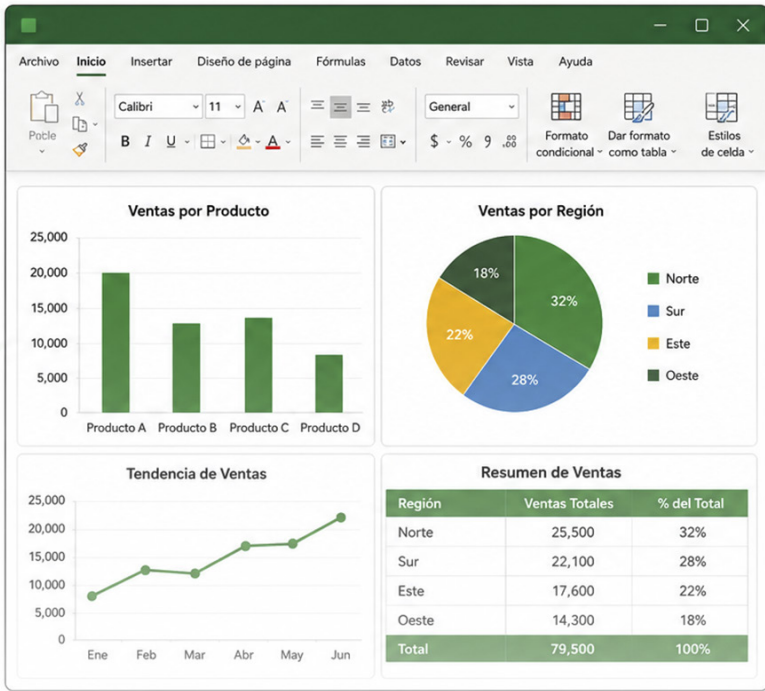 Archivo Inicio Insertar Diseño de página Fórmulas Datos Revisar Vista Ayuda
Pacle
Calibri 11 A A
B I U A
General
$ % 9 .00
Formato condicional
Dar formato como tabla
Estilos de celda
Ventas por Producto
25,000
20,000
15,000
10,000
5,000
0
Producto A Producto B Producto C Producto D
Ventas por Región
18%
32%
22%
28%
Norte
Sur
Este
Oeste
Tendencia de Ventas
25,000
20,000
15,000
10,000
5,000
0
Ene Feb Mar Abr May Jun
Resumen de Ventas
Región Ventas Totales % del Total
Norte 25,500 32%
Sur 22,100 28%
Este 17,600 22%
Oeste 14,300 18%
Total 79,500 100%